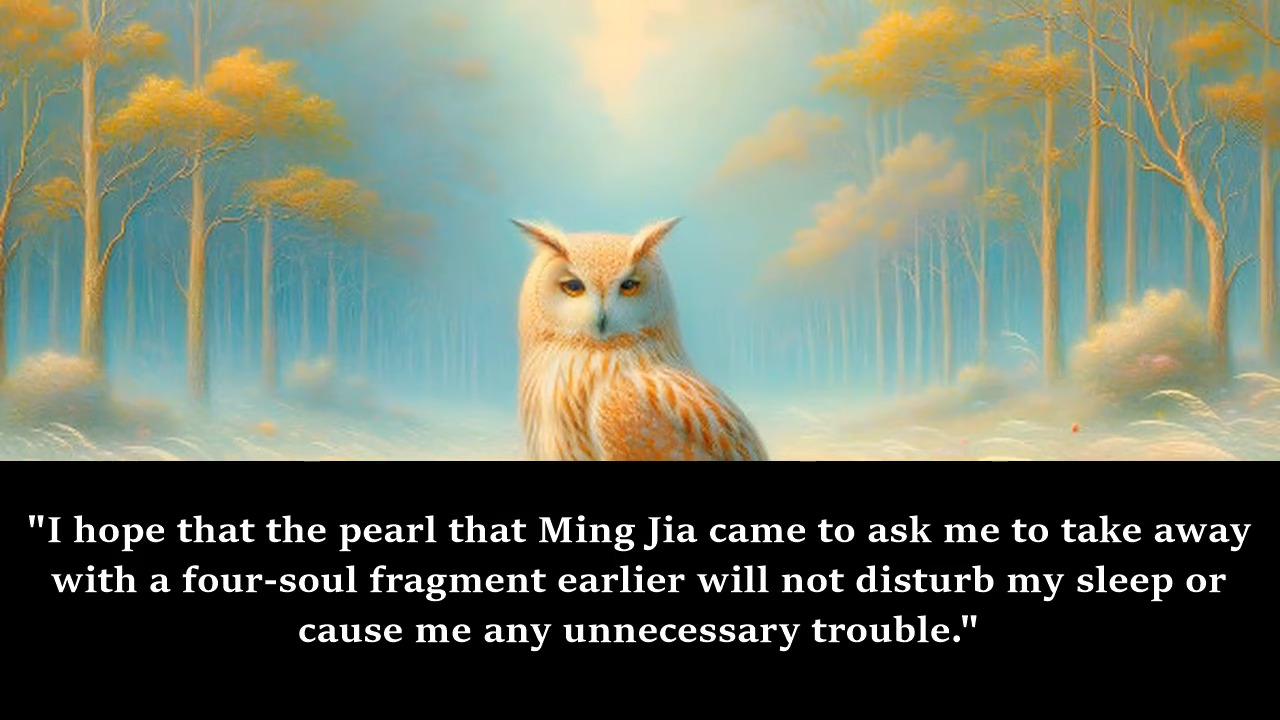 "I hope that the pearl that Ming Jia came to ask me to take away
with a four-soul fragment earlier will not disturb my sleep or
cause me any unnecessary trouble."